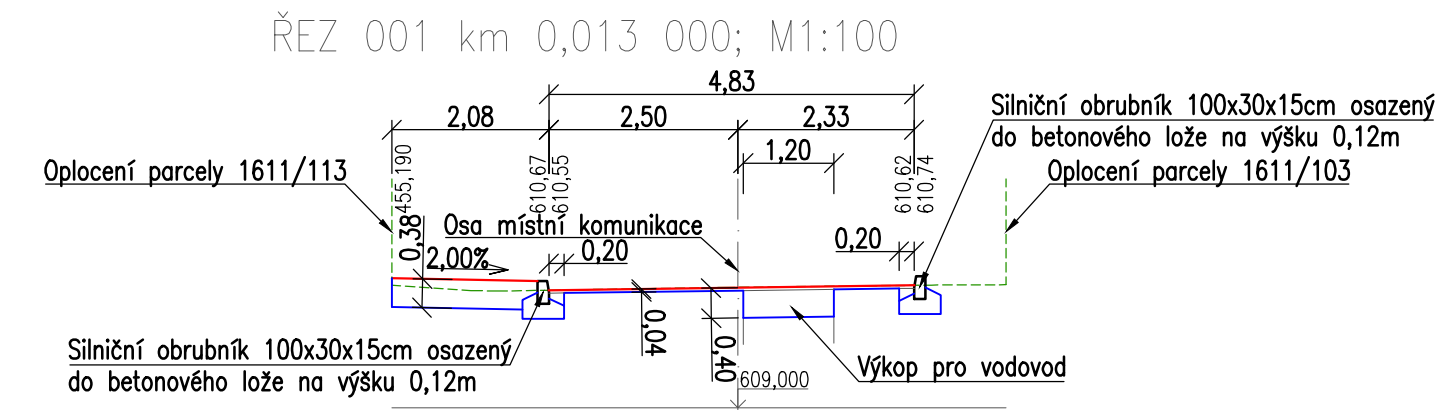 ŘEZ 001 km 0,013 000; M1:100
4,83
2,08
2,50
2,33
Silniční obrubník 100x30x15cm osazený
do betonového lože na výšku 0,12m
1,20
Oplocení parcely 1611/113
Oplocení parcely 1611/103
455,190
610,67
610,55
610,62
610,74
0,38
Osa místní komunikace
0,20
0,20
2,00%
0,04
0,40
Silniční obrubník 100x30x15cm osazený
do betonového lože na výšku 0,12m
Výkop pro vodovod
609,000